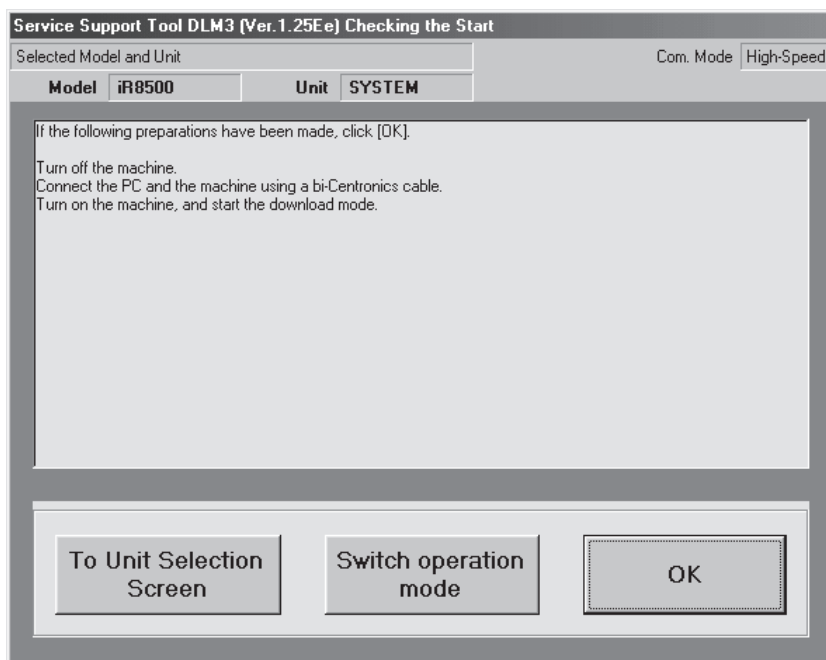 Service Support Tool DLM3 (Ver.1.25Ee) Checking the Start
Selected Model and Unit
Com. Mode High-Speed
Model iR8500 Unit SYSTEM
If the following preparations have been made, click [OK].
Turn off the machine.
Connect the PC and the machine using a bi-Centronics cable.
Turn on the machine, and start the download mode.
To Unit Selection
Screen
Switch operation
mode
OK